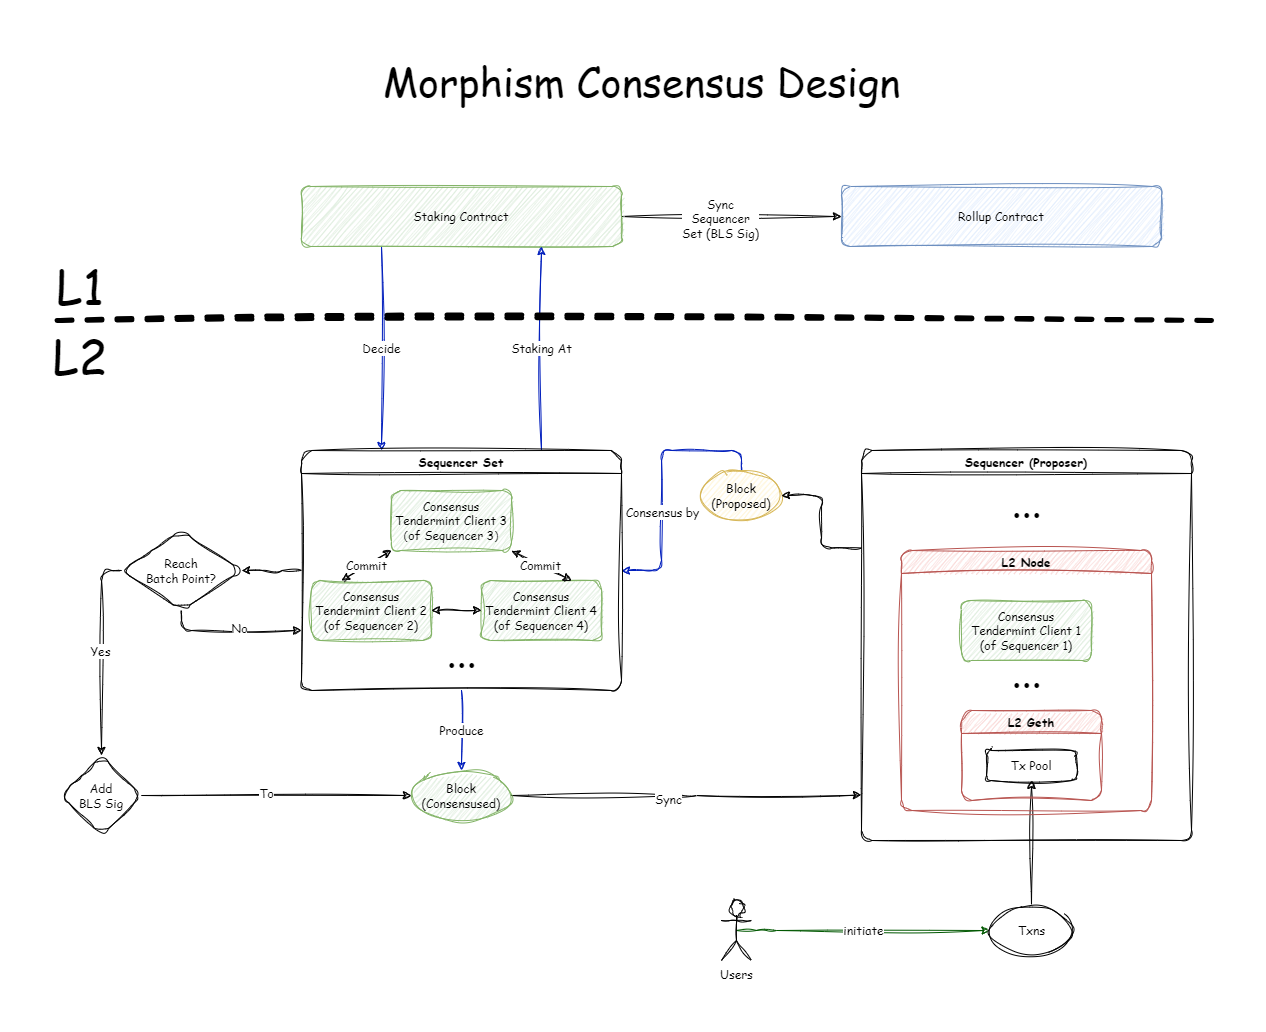 Morphism Consensus Design
Staking Contract
Sync
Sequencer
Set (BLS Sig)
Rollup Contract
L1
L2
Decide
Staking At
Sequencer Set
Consensus
Tendermint Client 3
(of Sequencer 3)
Commit
Commit
Consensus
Tendermint Client 2
(of Sequencer 2)
Consensus
Tendermint Client 4
(of Sequencer 4)
...
Consensus by
Block
(Proposed)
Sequencer (Proposer)
...
L2 Node
Consensus
Tendermint Client 1
(of Sequencer 1)
...
L2 Geth
Tx Pool
Reach
Batch Point?
No
Yes
Produce
Add
BLS Sig
To
Block
(Consensused)
Sync
Users
initiate
Txns